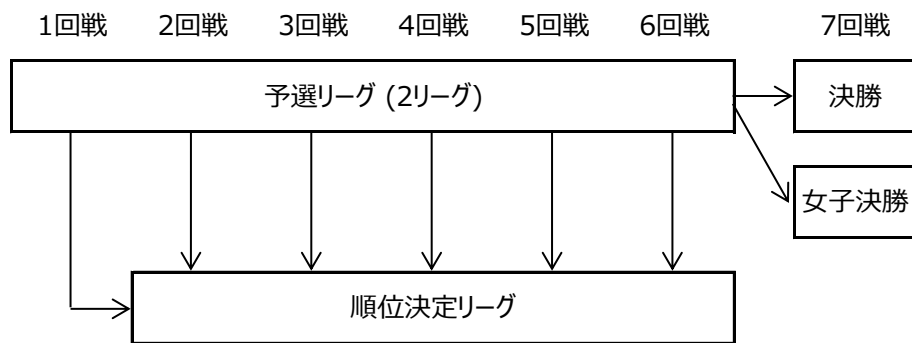 1回戦 2回戦 3回戦 4回戦 5回戦 6回戦 7回戦
予選リーグ (2リーグ)
決勝
女子決勝
順位決定リーグ